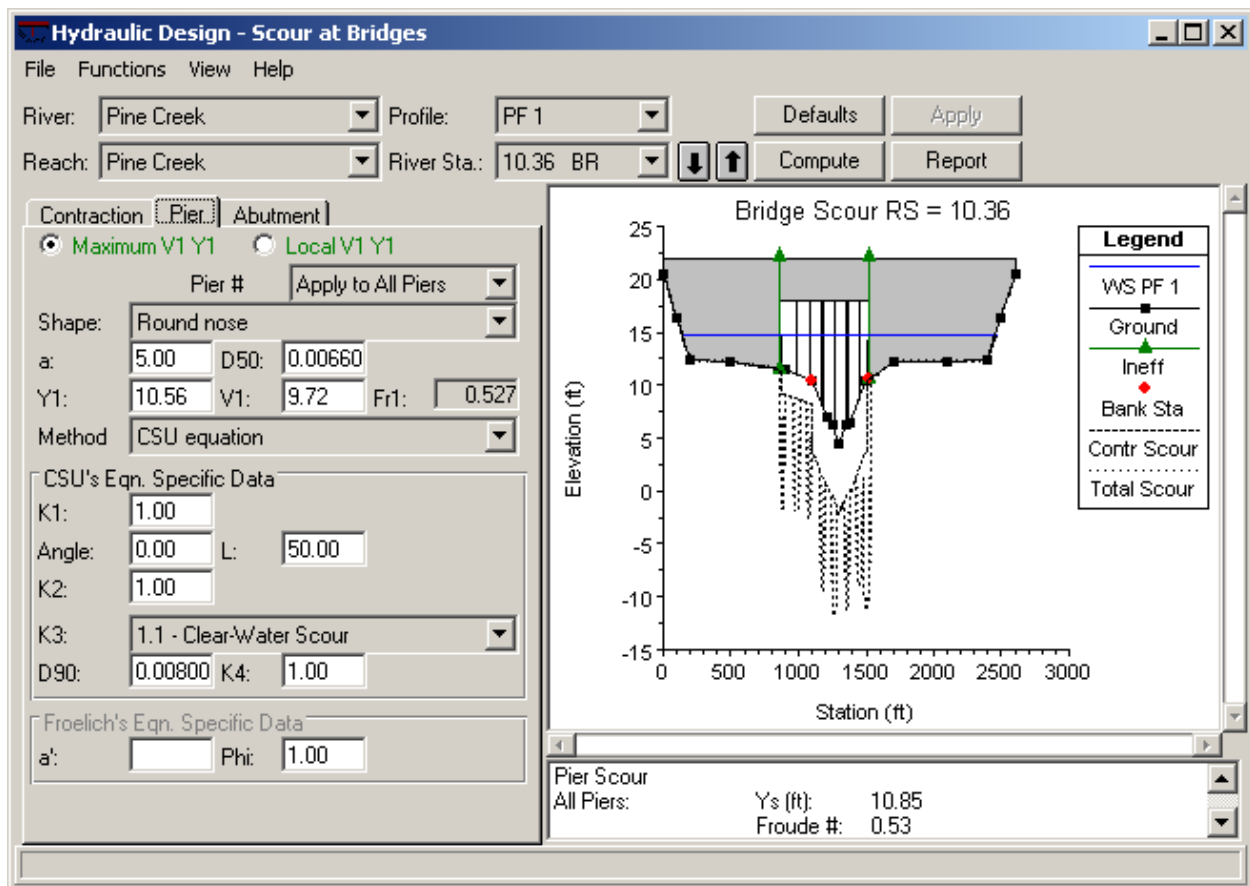 Hydraulic Design - Scour at Bridges
File Functions View Help
River: Pine Creek Profile: PF 1 Defaults Apply
Reach: Pine Creek River Sta.: 10.36 BR Compute Report
Contraction Pier Abutment
Maximum V1 Y1 Local V1 Y1
Pier # Apply to All Piers
Shape: Round nose
a: 5.00 D50: 0.00660
Y1: 10.56 V1: 9.72 Fr1: 0.527
Method CSU equation
CSU's Eqn. Specific Data
K1: 1.00
Angle: 0.00 L: 50.00
K2: 1.00
K3: 1.1 - Clear-Water Scour
D90: 0.00800 K4: 1.00
Froelich's Eqn. Specific Data
a': Phi: 1.00
Bridge Scour RS = 10.36
25
20
15
10
5
0
-5
-10
-15
Elevation (ft)
0 500 1000 1500 2000 2500 3000
Station (ft)
Legend
WS PF 1
Ground
Ineff
Bank Sta
Contr Scour
Total Scour
Pier Scour
All Piers: Ys (ft): 10.85
Froude #: 0.53